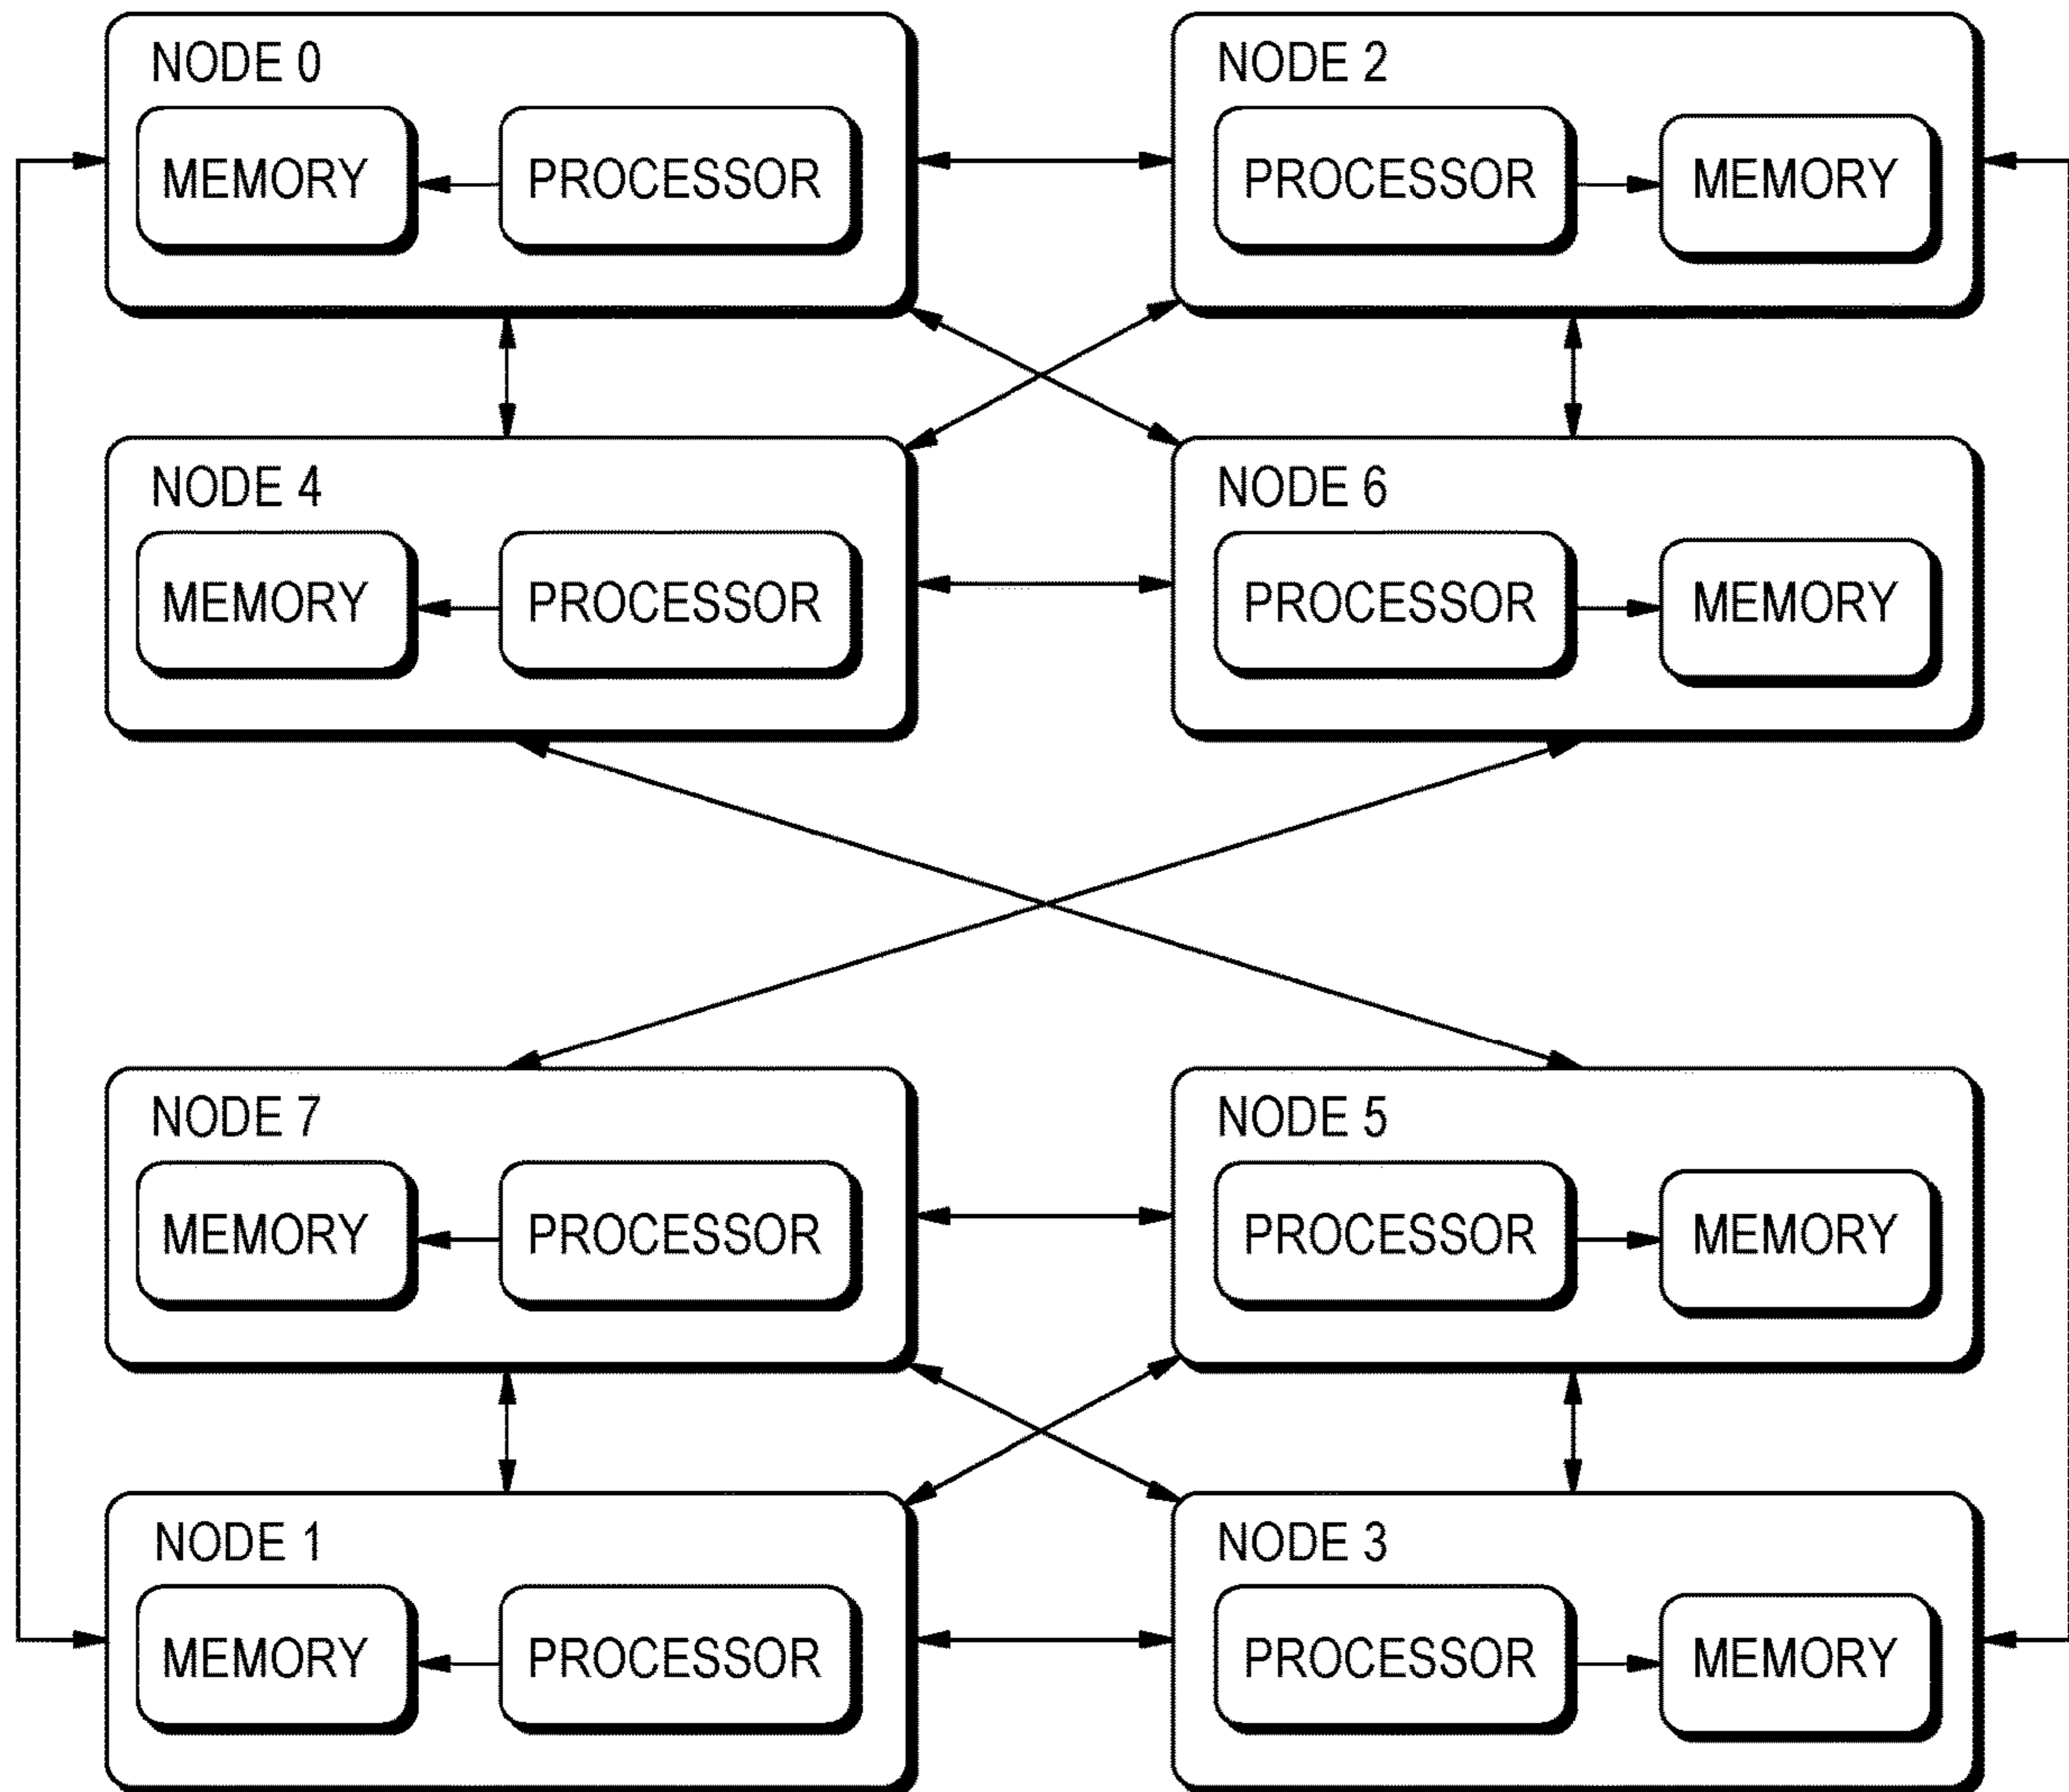 NODE 0
MEMORY
PROCESSOR
NODE 2
PROCESSOR
MEMORY
NODE 4
MEMORY
PROCESSOR
NODE 6
PROCESSOR
MEMORY
NODE 7
MEMORY
PROCESSOR
NODE 5
PROCESSOR
MEMORY
NODE 1
MEMORY
PROCESSOR
NODE 3
PROCESSOR
MEMORY